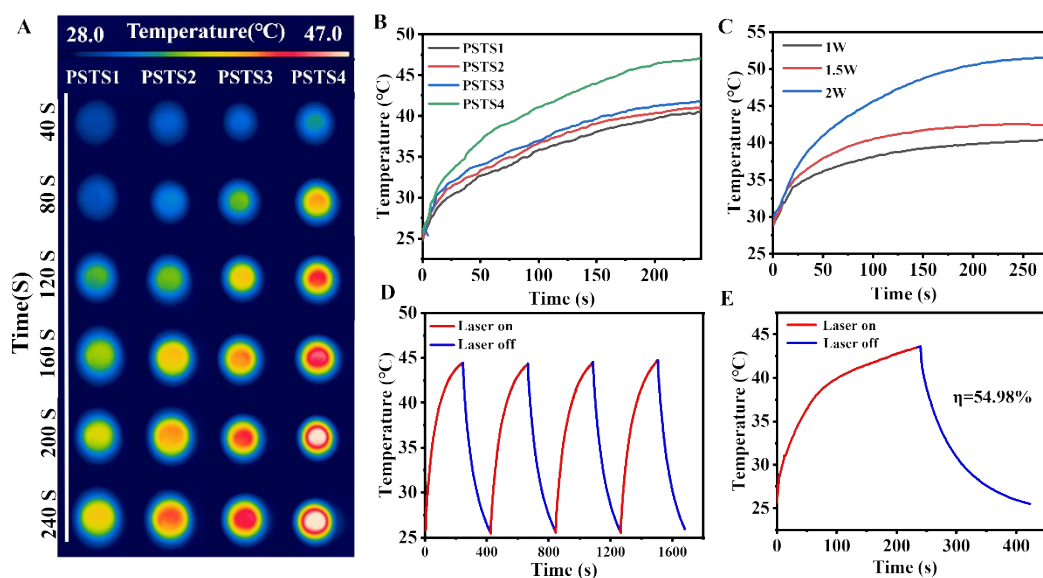 A
Temperature(°C)
28.0 47.0
PSTS1 PSTS2 PSTS3 PSTS4
Time(S)
40 S
80 S
120 S
160 S
200 S
240 S
B
PSTS1
PSTS2
PSTS3
PSTS4
Temperature (°C)
50
45
40
35
30
25
0 50 100 150 200
Time (s)
C
1W
1.5W
2W
Temperature (°C)
55
50
45
40
35
30
25
0 50 100 150 200 250
Time (s)
D
Laser on
Laser off
Temperature (°C)
50
45
40
35
30
25
0 400 800 1200 1600
Time (s)
E
Laser on
Laser off
η=54.98%
Temperature (°C)
50
45
40
35
30
25
0 100 200 300 400
Time (s)